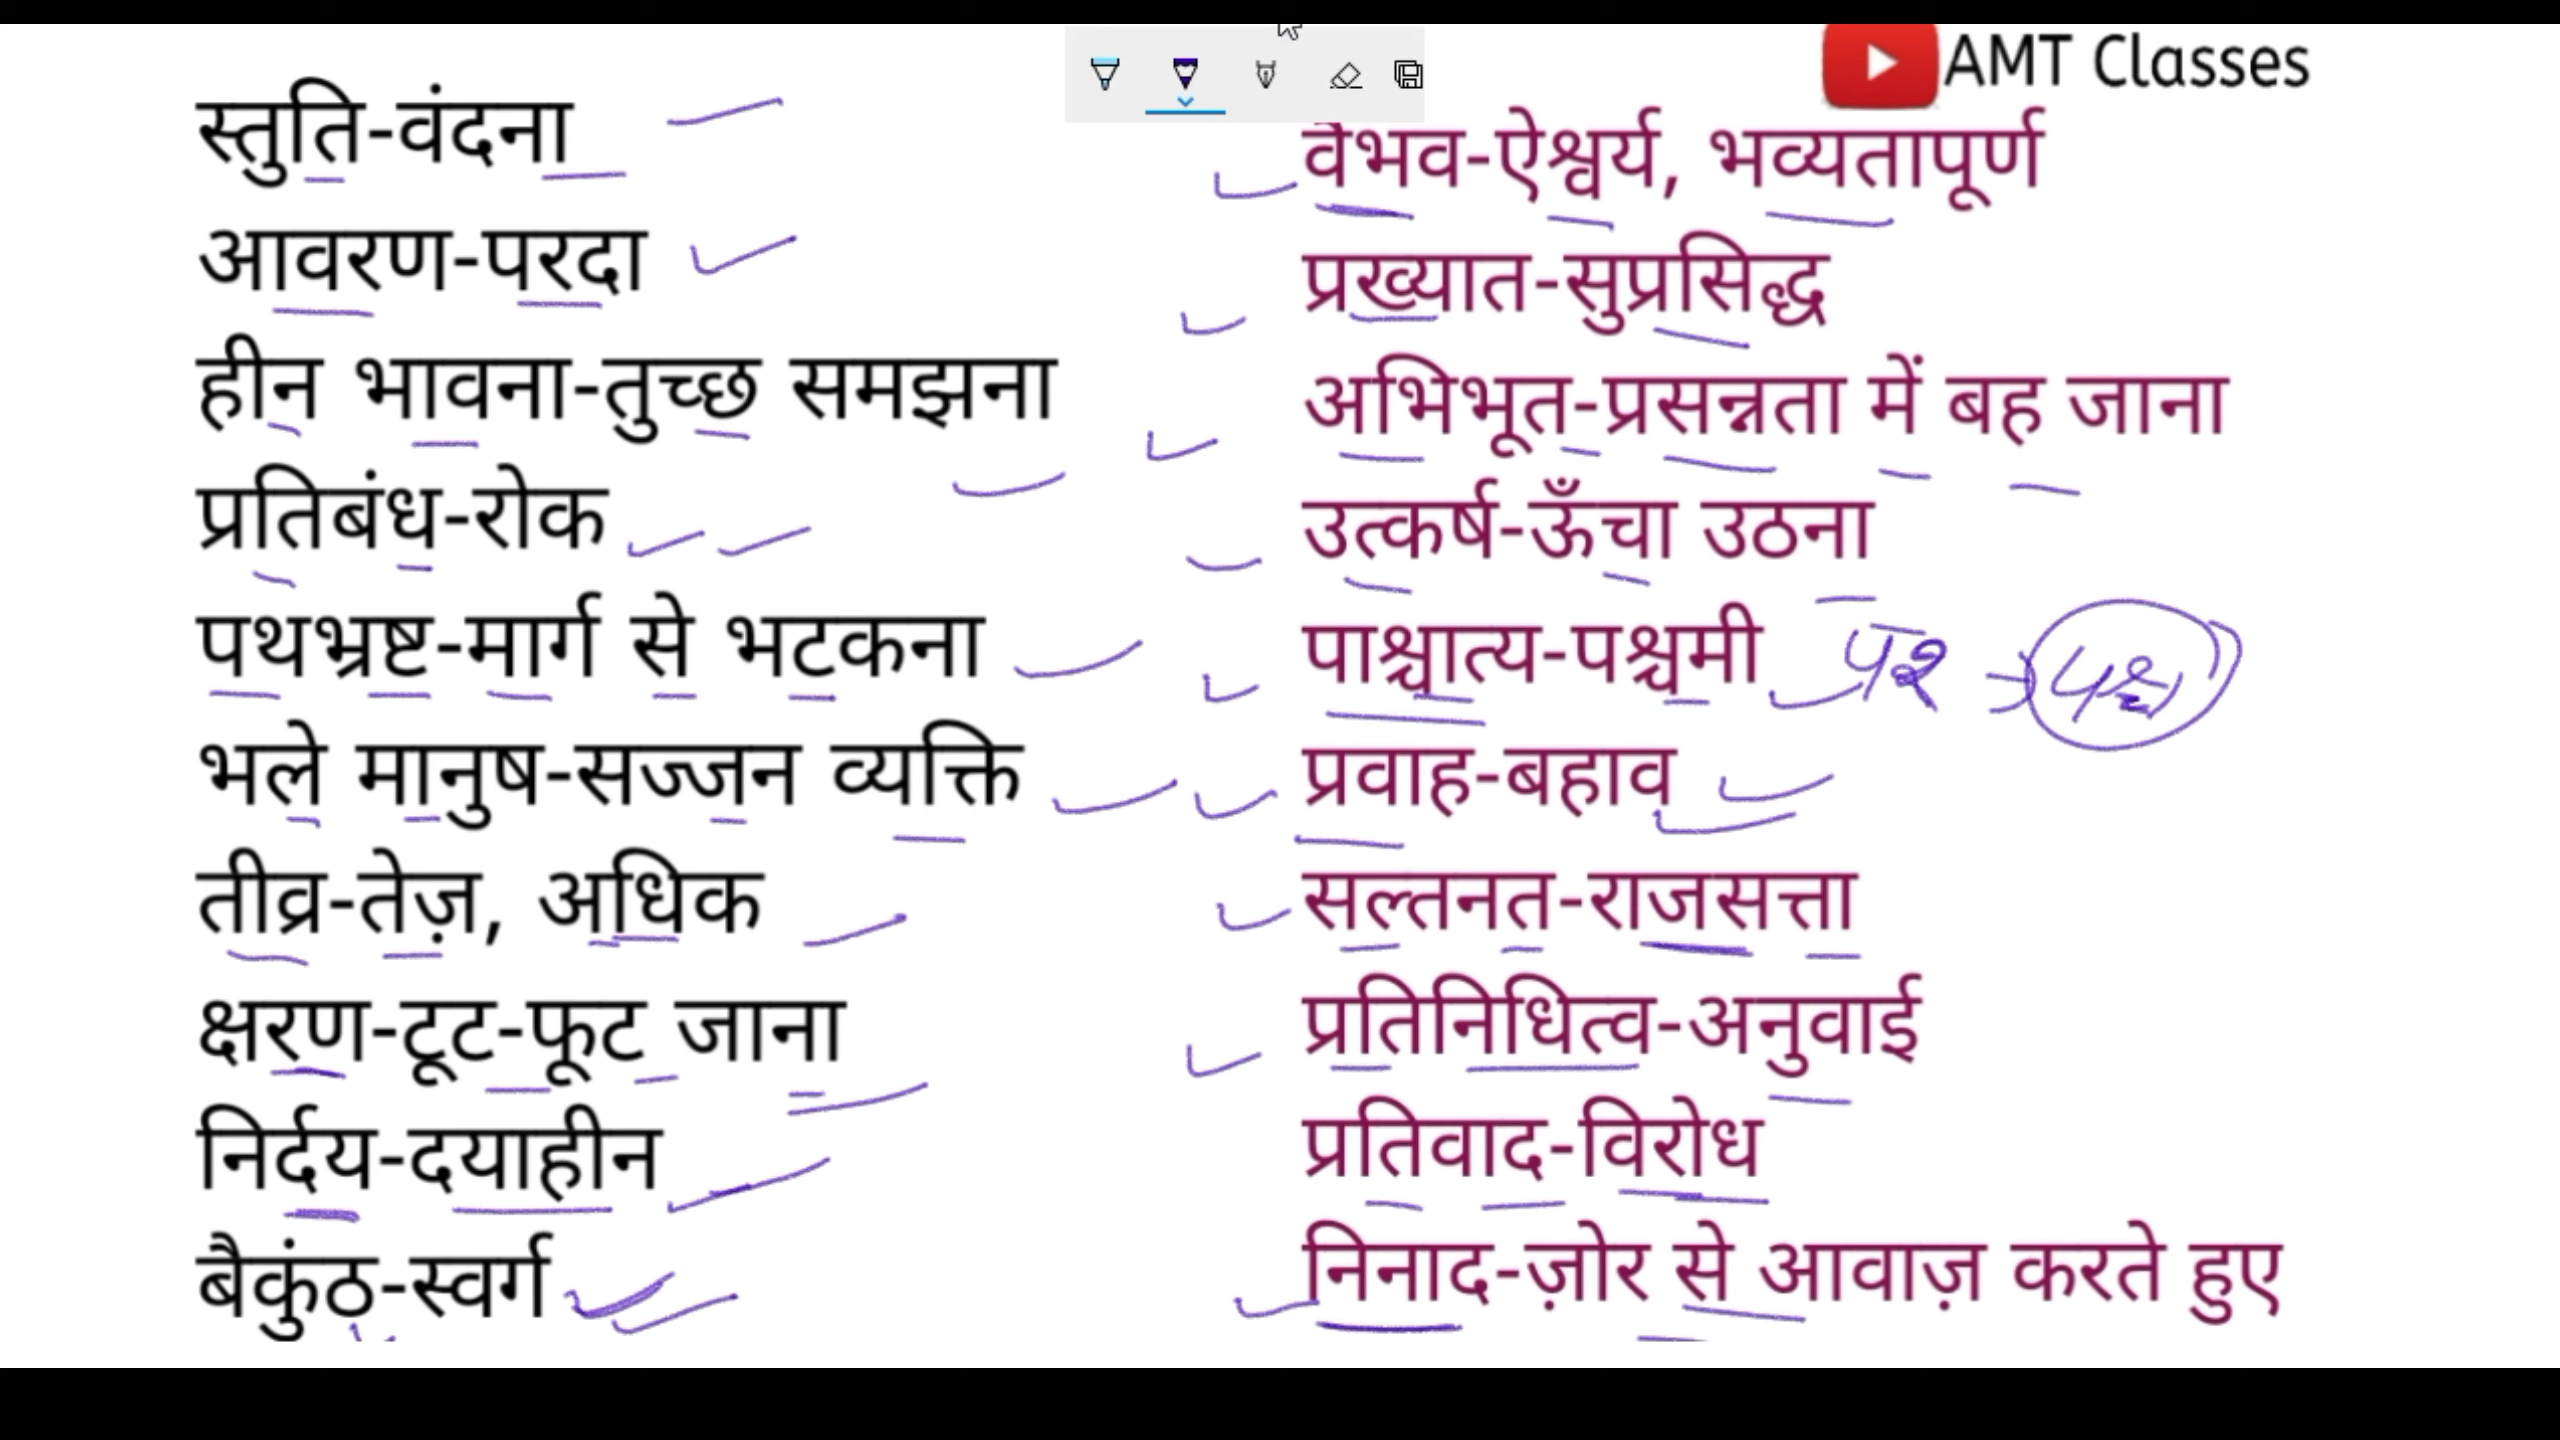 AMT Classes
स्तुति-वंदना
आवरण-परदा
हीन भावना-तुच्छ समझना
प्रतिबंध-रोक
पथभ्रष्ट-मार्ग से भटकना
भले मानुष-सज्जन व्यक्ति
तीव्र-तेज़, अधिक
क्षरण-टूट-फूट जाना
निर्दय-दयाहीन
बैकुंठ-स्वर्ग
वैभव-ऐश्वर्य, भव्यतापूर्ण
प्रख्यात-सुप्रसिद्ध
अभिभूत-प्रसन्नता में बह जाना
उत्कर्ष-ऊँचा उठना
पाश्चात्य-पश्चमी
प्रवाह-बहाव
सल्तनत-राजसत्ता
प्रतिनिधित्व-अनुवाई
प्रतिवाद-विरोध
निनाद-ज़ोर से आवाज़ करते हुए